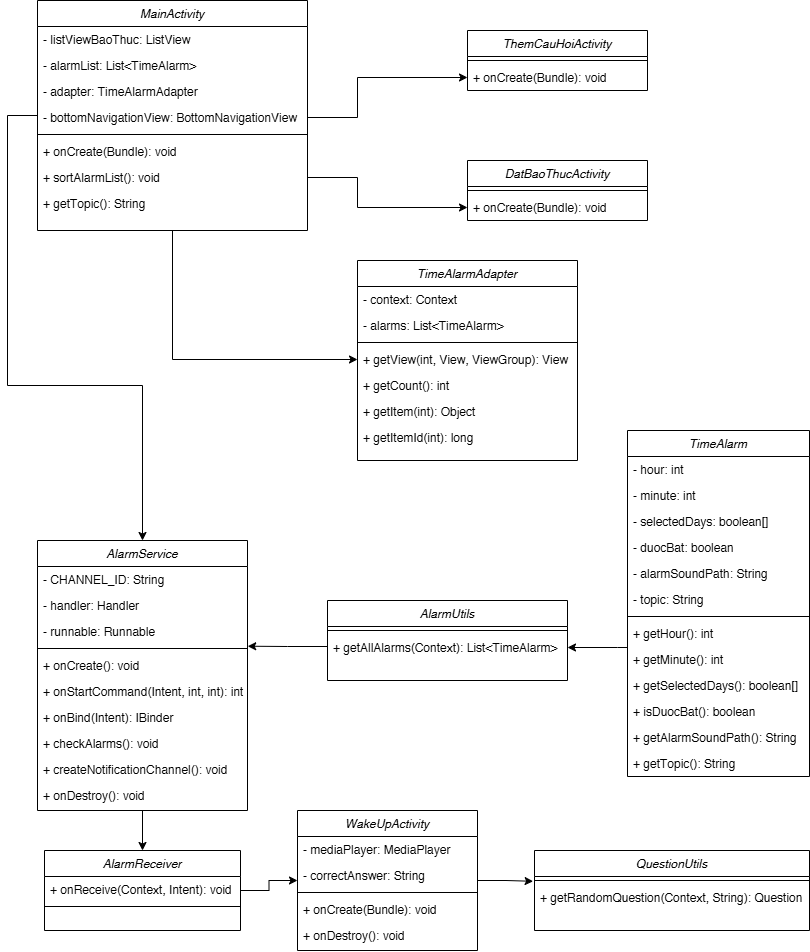 MainActivity
- listViewBaoThuc: ListView
- alarmList: List<TimeAlarm>
- adapter: TimeAlarmAdapter
- bottomNavigationView: BottomNavigationView
+ onCreate(Bundle): void
+ sortAlarmList(): void
+ getTopic(): String
ThemCauHoiActivity
+ onCreate(Bundle): void
DatBaoThucActivity
+ onCreate(Bundle): void
TimeAlarmAdapter
- context: Context
- alarms: List<TimeAlarm>
+ getView(int, View, ViewGroup): View
+ getCount(): int
+ getItem(int): Object
+ getItemId(int): long
TimeAlarm
- hour: int
- minute: int
- selectedDays: boolean[]
- duocBat: boolean
- alarmSoundPath: String
- topic: String
+ getHour(): int
+ getMinute(): int
+ getSelectedDays(): boolean[]
+ isDuocBat(): boolean
+ getAlarmSoundPath(): String
+ getTopic(): String
AlarmService
- CHANNEL_ID: String
- handler: Handler
- runnable: Runnable
+ onCreate(): void
+ onStartCommand(Intent, int, int): int
+ onBind(Intent): IBinder
+ checkAlarms(): void
+ createNotificationChannel(): void
+ onDestroy(): void
AlarmUtils
+ getAllAlarms(Context): List<TimeAlarm>
AlarmReceiver
+ onReceive(Context, Intent): void
WakeUpActivity
- mediaPlayer: MediaPlayer
- correctAnswer: String
+ onCreate(Bundle): void
+ onDestroy(): void
QuestionUtils
+ getRandomQuestion(Context, String): Question